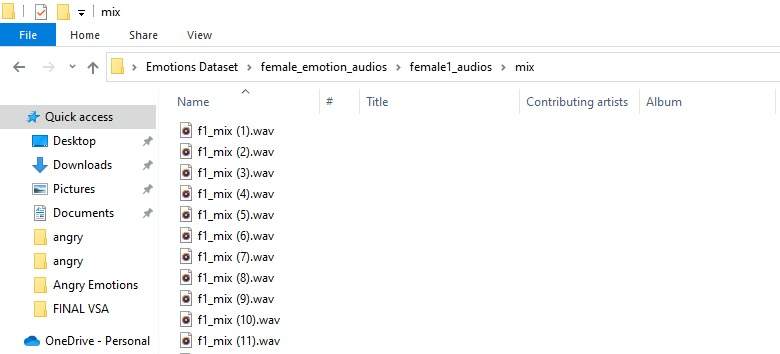 mix
File Home Share View
Emotions Dataset > female_emotion_audios > female1_audios > mix
Name # Title Contributing artists Album
Quick access
Desktop
Downloads
Pictures
Documents
angry
angry
Angry Emotions
FINAL VSA
OneDrive - Personal
f1_mix (1).wav
f1_mix (2).wav
f1_mix (3).wav
f1_mix (4).wav
f1_mix (5).wav
f1_mix (6).wav
f1_mix (7).wav
f1_mix (8).wav
f1_mix (9).wav
f1_mix (10).wav
f1_mix (11).wav